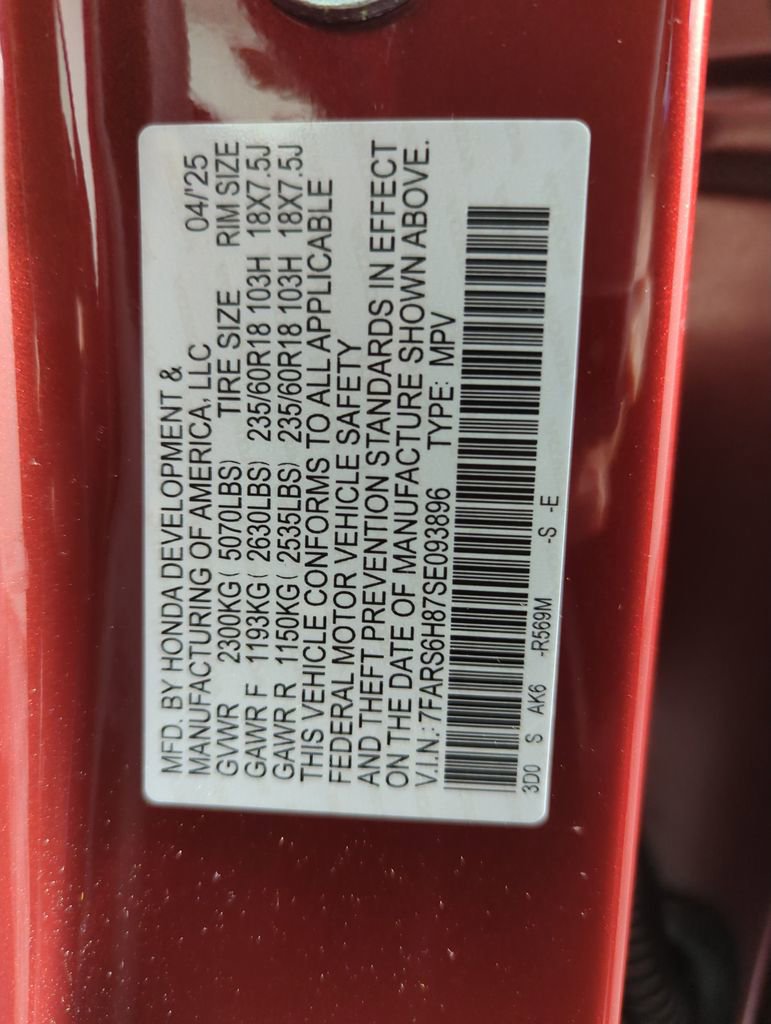 MFD. BY HONDA DEVELOPMENT &
MANUFACTURING OF AMERICA, LLC 04/'25
GVWR 2300KG( 5070LBS) TIRE SIZE RIM SIZE
GAWR F 1193KG( 2630LBS) 235/60R18 103H 18X7.5J
GAWR R 1150KG( 2535LBS) 235/60R18 103H 18X7.5J
THIS VEHICLE CONFORMS TO ALL APPLICABLE
FEDERAL MOTOR VEHICLE SAFETY
AND THEFT PREVENTION STANDARDS IN EFFECT
ON THE DATE OF MANUFACTURE SHOWN ABOVE.
V.I.N.: 7FARS6H87SE093896 TYPE: MPV
3D0 S AK6 -R569M -S -E